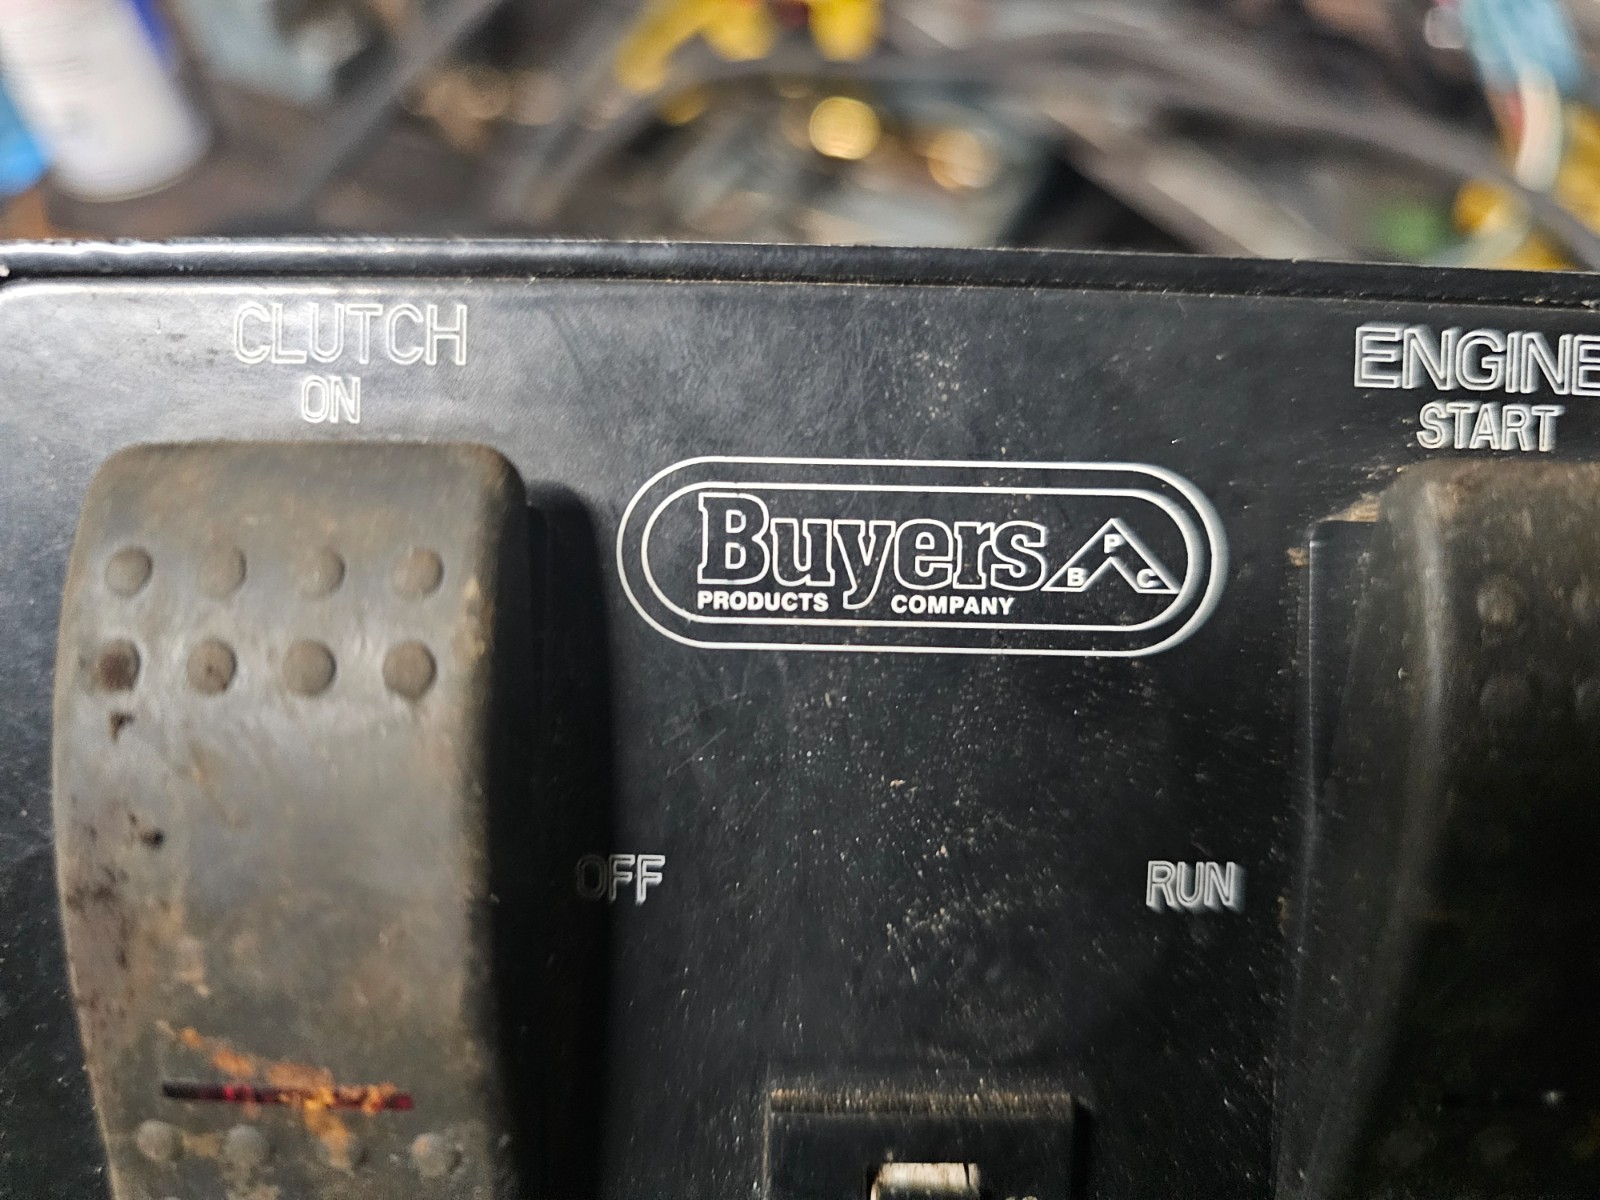 CLUTCH
ON
ENGINE
START
Buyers
PRODUCTS COMPANY
P
B C
OFF
RUN